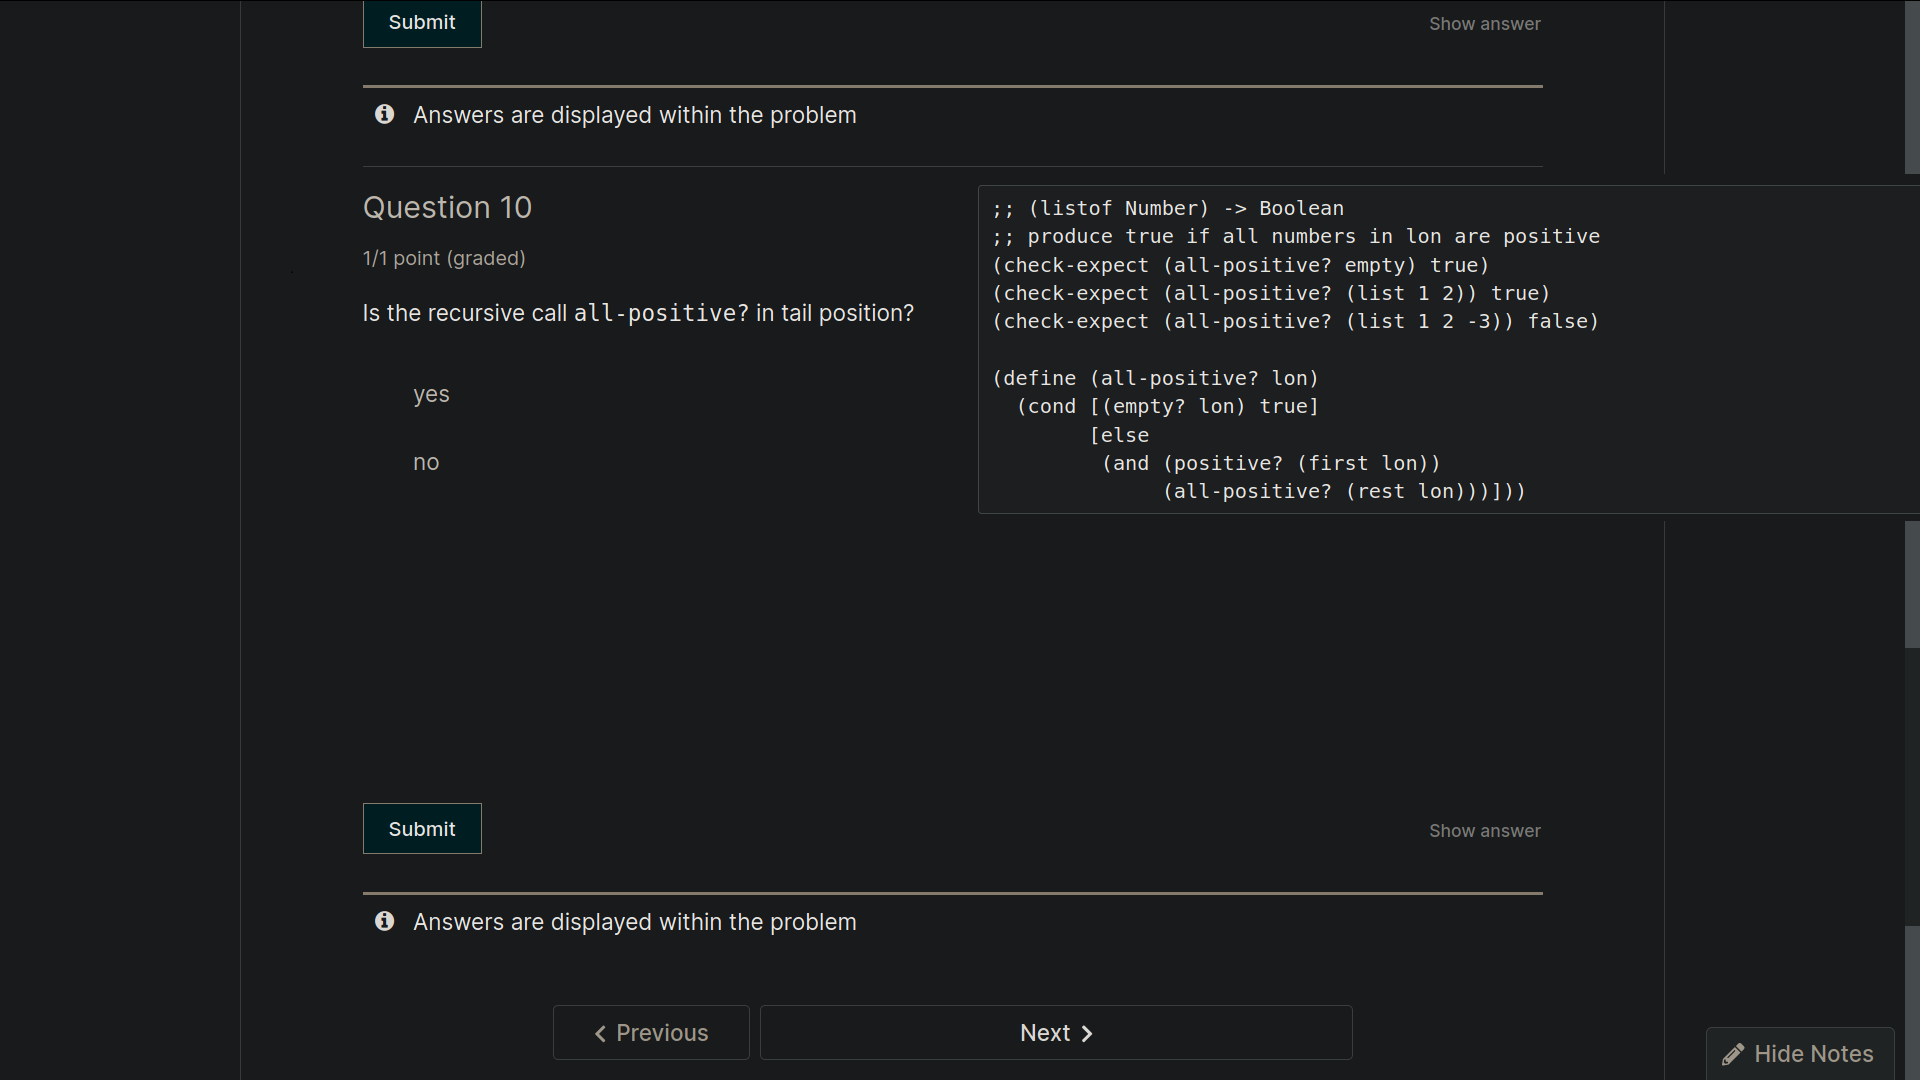 Submit
Show answer
Answers are displayed within the problem
Question 10
1/1 point (graded)
Is the recursive call all-positive? in tail position?
yes
no
;; (listof Number) -> Boolean
;; produce true if all numbers in lon are positive
(check-expect (all-positive? empty) true)
(check-expect (all-positive? (list 1 2)) true)
(check-expect (all-positive? (list 1 2 -3)) false)
(define (all-positive? lon)
  (cond [(empty? lon) true]
        [else
         (and (positive? (first lon))
              (all-positive? (rest lon)))]))
Submit
Show answer
Answers are displayed within the problem
Previous
Next
Hide Notes